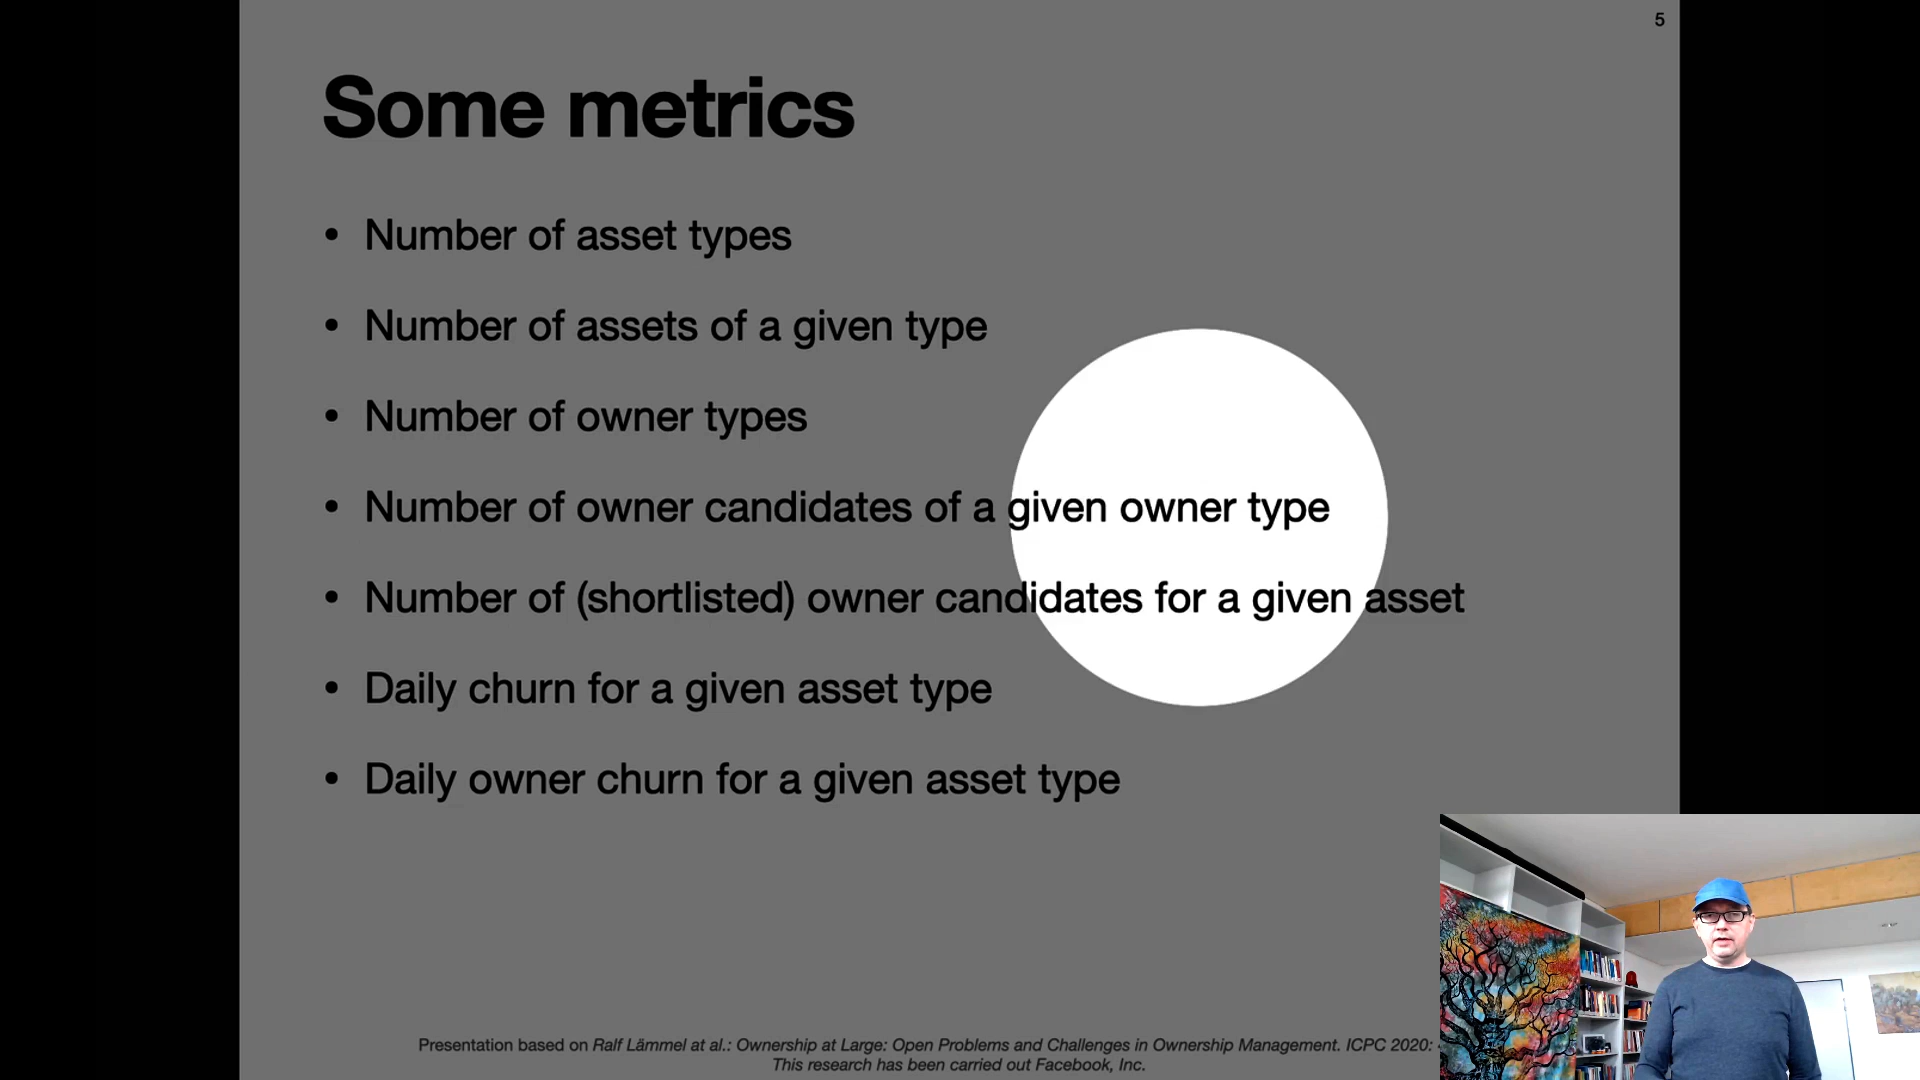 5
Some metrics
• Number of asset types
• Number of assets of a given type
• Number of owner types
• Number of owner candidates of a given owner type
• Number of (shortlisted) owner candidates for a given asset
• Daily churn for a given asset type
• Daily owner churn for a given asset type
Presentation based on Ralf Lämmel at al.: Ownership at Large: Open Problems and Challenges in Ownership Management. ICPC 2020:
This research has been carried out Facebook, Inc.